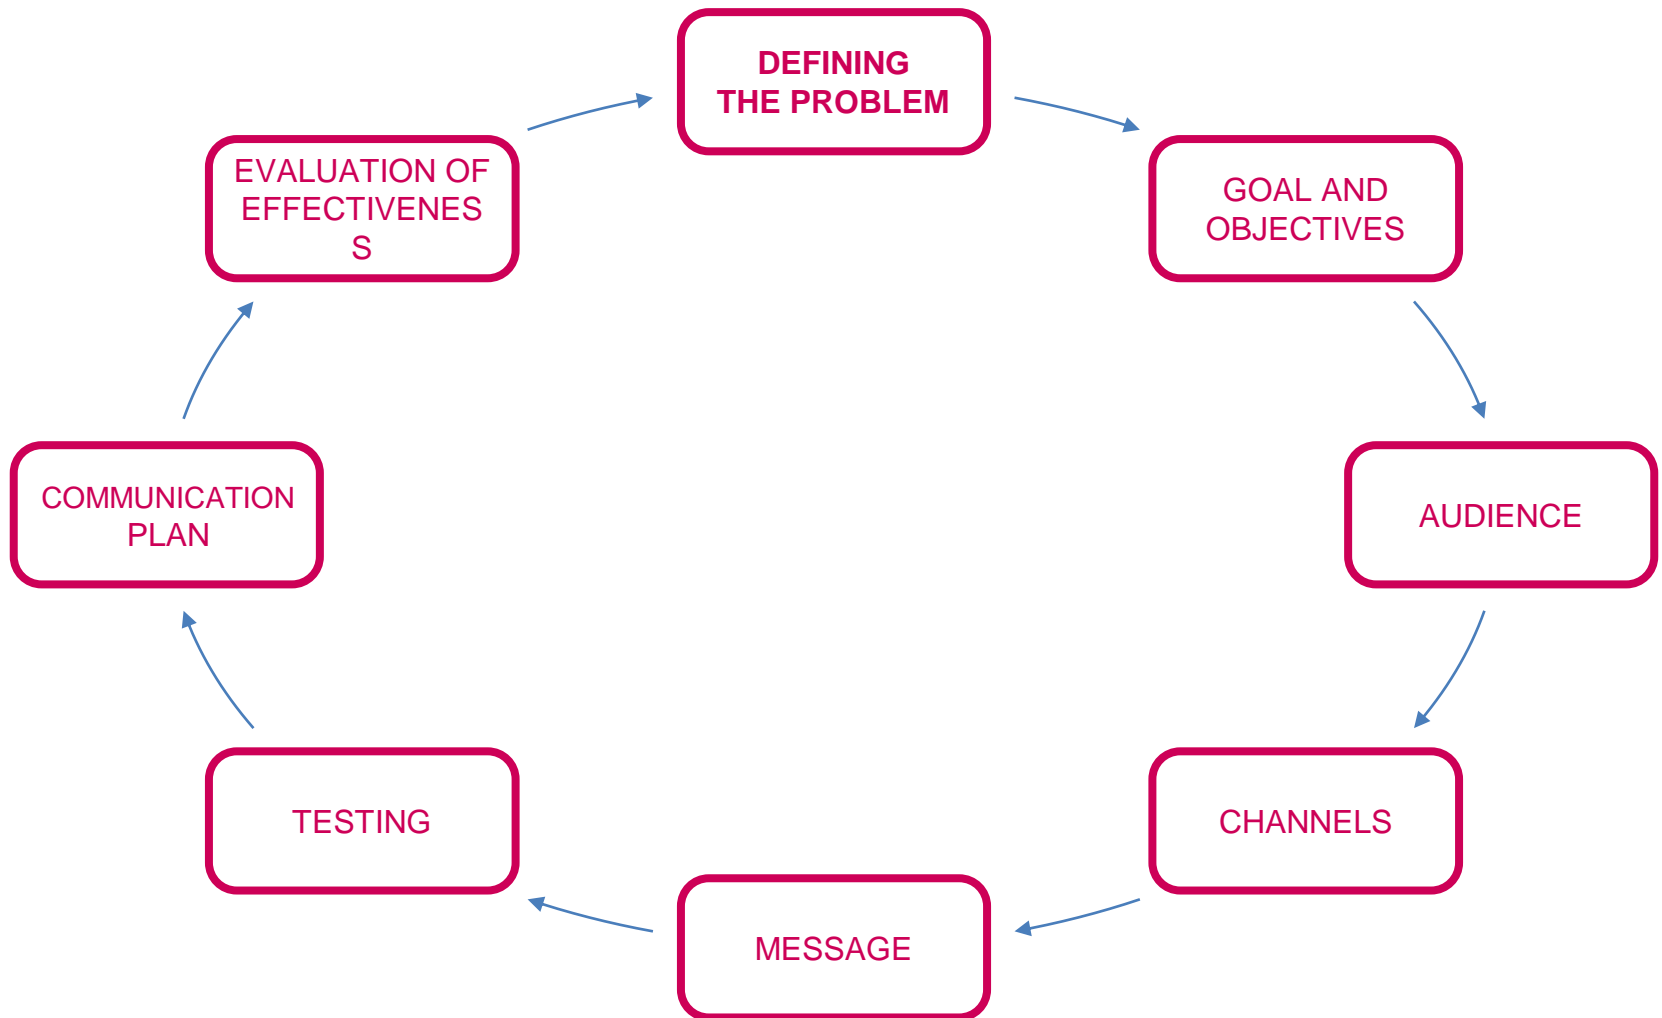 DEFINING
THE PROBLEM
GOAL AND
OBJECTIVES
AUDIENCE
CHANNELS
MESSAGE
TESTING
COMMUNICATION
PLAN
EVALUATION OF
EFFECTIVENES
S